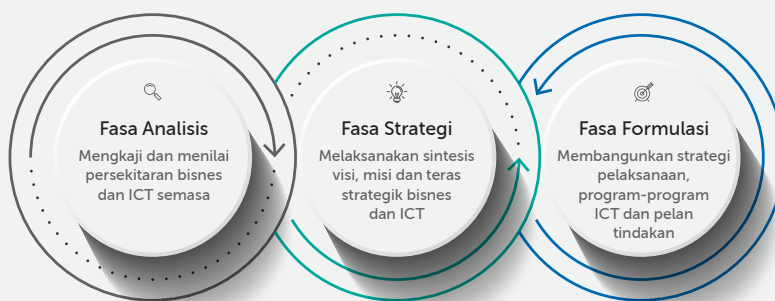 Fasa Analisis
Mengkaji dan menilai
persekitaran bisnes
dan ICT semasa
Fasa Strategi
Melaksanakan sintesis
visi, misi dan teras
strategik bisnes
dan ICT
Fasa Formulasi
Membangunkan strategi
pelaksanaan,
program-program
ICT dan pelan
tindakan